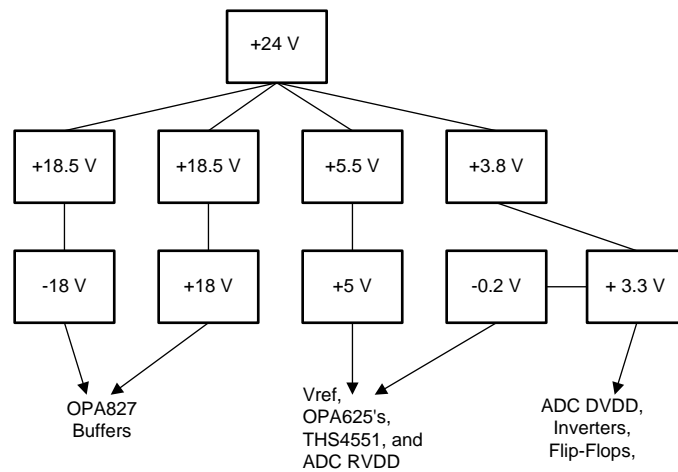 +24 V
+18.5 V
+18.5 V
+5.5 V
+3.8 V
-18 V
+18 V
+5 V
-0.2 V
+ 3.3 V
OPA827
Buffers
Vref,
OPA625's,
THS4551, and
ADC RVDD
ADC DVDD,
Inverters,
Flip-Flops,